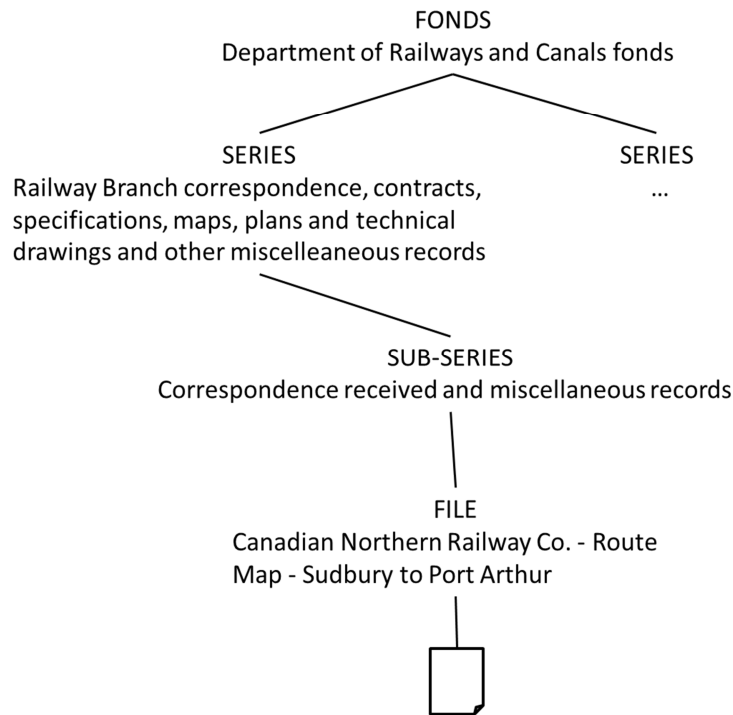 FONDS
Department of Railways and Canals fonds
SERIES
Railway Branch correspondence, contracts,
specifications, maps, plans and technical
drawings and other miscelleaneous records
SERIES
...
SUB-SERIES
Correspondence received and miscellaneous records
FILE
Canadian Northern Railway Co. - Route
Map - Sudbury to Port Arthur